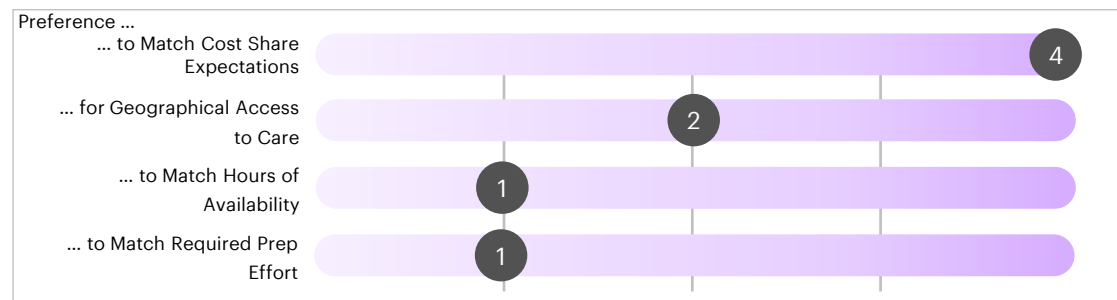 Preference ...
... to Match Cost Share
Expectations
4
... for Geographical Access
to Care
2
... to Match Hours of
Availability
1
... to Match Required Prep
Effort
1